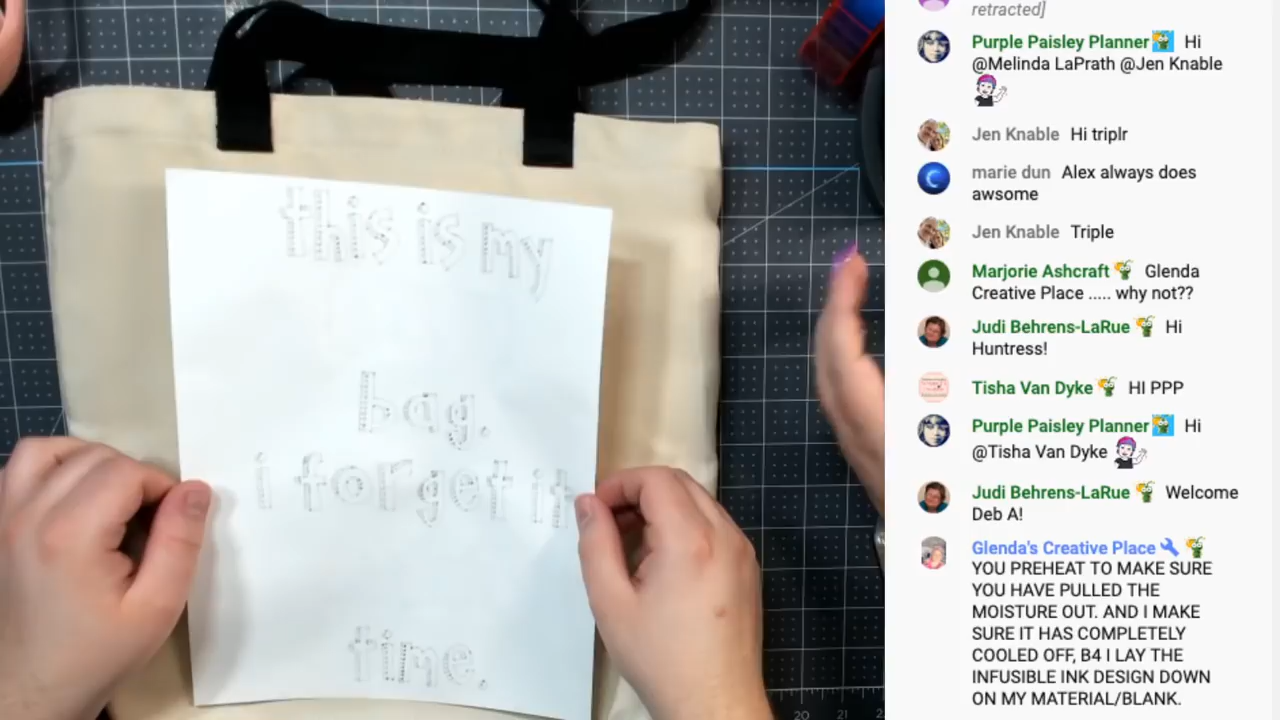 this is my
bag.
i forget it
time.
20 21
retracted]
Purple Paisley Planner Hi
@Melinda LaPrath @Jen Knable
Jen Knable Hi triplr
marie dun Alex always does
awsome
Jen Knable Triple
Marjorie Ashcraft Glenda
Creative Place ..... why not??
Judi Behrens-LaRue Hi
Huntress!
Tisha Van Dyke HI PPP
Purple Paisley Planner Hi
@Tisha Van Dyke
Judi Behrens-LaRue Welcome
Deb A!
Glenda's Creative Place
YOU PREHEAT TO MAKE SURE
YOU HAVE PULLED THE
MOISTURE OUT. AND I MAKE
SURE IT HAS COMPLETELY
COOLED OFF, B4 I LAY THE
INFUSIBLE INK DESIGN DOWN
ON MY MATERIAL/BLANK.